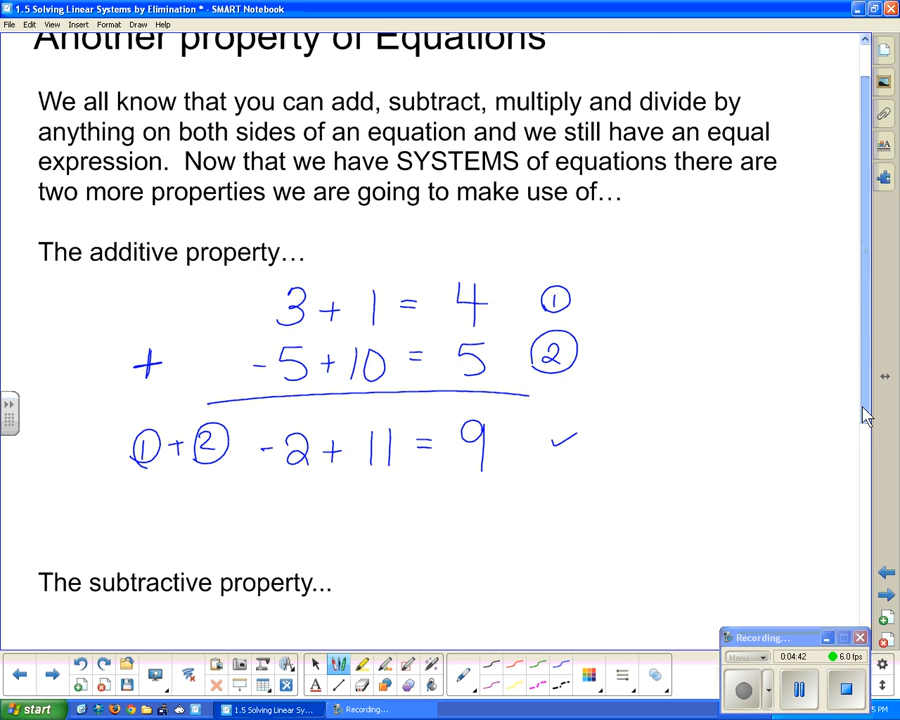 1.5 Solving Linear Systems by Elimination * - SMART Notebook
File Edit View Insert Format Draw Help
Another property of Equations
We all know that you can add, subtract, multiply and divide by
anything on both sides of an equation and we still have an equal
expression. Now that we have SYSTEMS of equations there are
two more properties we are going to make use of…
The additive property…
3 + 1 = 4 ①
+ -5 + 10 = 5 ②
① + ② -2 + 11 = 9 ✓
The subtractive property...
Recording...
Menu 0:04:42 6.0 fps
start 1.5 Solving Linear Sy... Recording... 5 PM